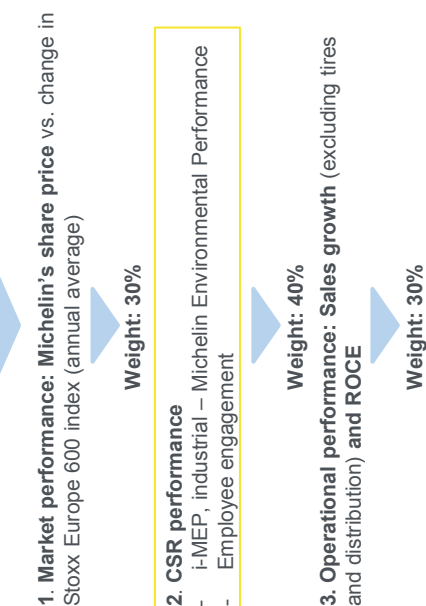 1. Market performance: Michelin's share price vs. change in
Stoxx Europe 600 index (annual average)
Weight: 30%
2. CSR performance
- i-MEP, industrial – Michelin Environmental Performance
- Employee engagement
Weight: 40%
3. Operational performance: Sales growth (excluding tires
and distribution) and ROCE
Weight: 30%